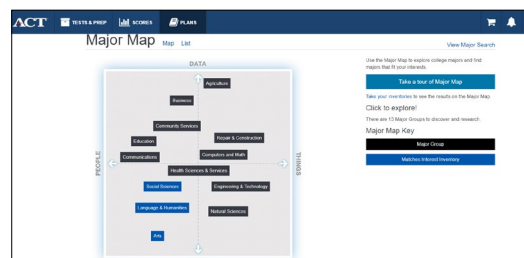 ACT TESTS & PREP SCORES PLANS
Major Map Map List
View Major Search
DATA
Agriculture
Business
Community Services
Repair & Construction
Education
Communications
Computers and Math
PEOPLE
THINGS
Health Sciences & Services
Social Sciences
Engineering & Technology
Language & Humanities
Natural Sciences
Arts
Use the Major Map to explore college majors and find
majors that fit your interests.
Take a tour of Major Map
Take your inventories to see the results on the Major Map.
Click to explore!
There are 13 Major Groups to discover and research
Major Map Key
Major Group
Matches Interest Inventory